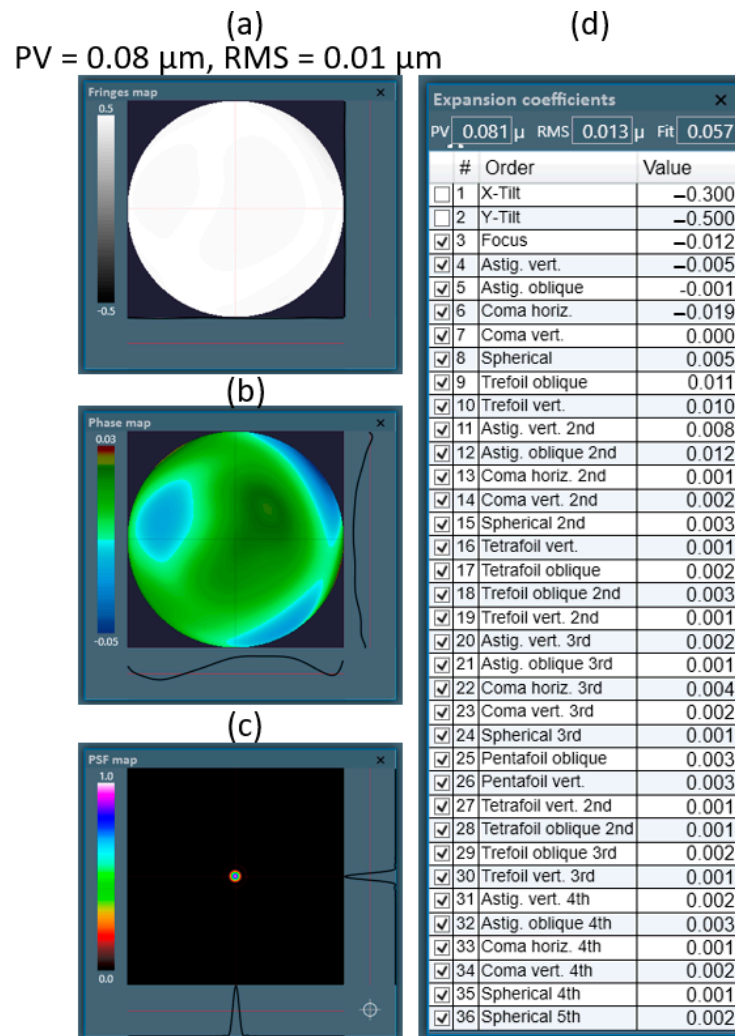 (a)
PV = 0.08 μm, RMS = 0.01 μm
Fringes map ×
0.5
-0.5
(b)
Phase map ×
0.03
-0.05
(c)
PSF map ×
1.0
0.0
(d)
Expansion coefficients ×
PV 0.081 μ RMS 0.013 μ Fit 0.057
# Order Value
1 X-Tilt −0.300
2 Y-Tilt −0.500
3 Focus −0.012
4 Astig. vert. −0.005
5 Astig. oblique -0.001
6 Coma horiz. −0.019
7 Coma vert. 0.000
8 Spherical 0.005
9 Trefoil oblique 0.011
10 Trefoil vert. 0.010
11 Astig. vert. 2nd 0.008
12 Astig. oblique 2nd 0.012
13 Coma horiz. 2nd 0.001
14 Coma vert. 2nd 0.002
15 Spherical 2nd 0.003
16 Tetrafoil vert. 0.001
17 Tetrafoil oblique 0.002
18 Trefoil oblique 2nd 0.003
19 Trefoil vert. 2nd 0.001
20 Astig. vert. 3rd 0.002
21 Astig. oblique 3rd 0.001
22 Coma horiz. 3rd 0.004
23 Coma vert. 3rd 0.002
24 Spherical 3rd 0.001
25 Pentafoil oblique 0.003
26 Pentafoil vert. 0.003
27 Tetrafoil vert. 2nd 0.001
28 Tetrafoil oblique 2nd 0.001
29 Trefoil oblique 3rd 0.002
30 Trefoil vert. 3rd 0.001
31 Astig. vert. 4th 0.002
32 Astig. oblique 4th 0.003
33 Coma horiz. 4th 0.001
34 Coma vert. 4th 0.002
35 Spherical 4th 0.001
36 Spherical 5th 0.002